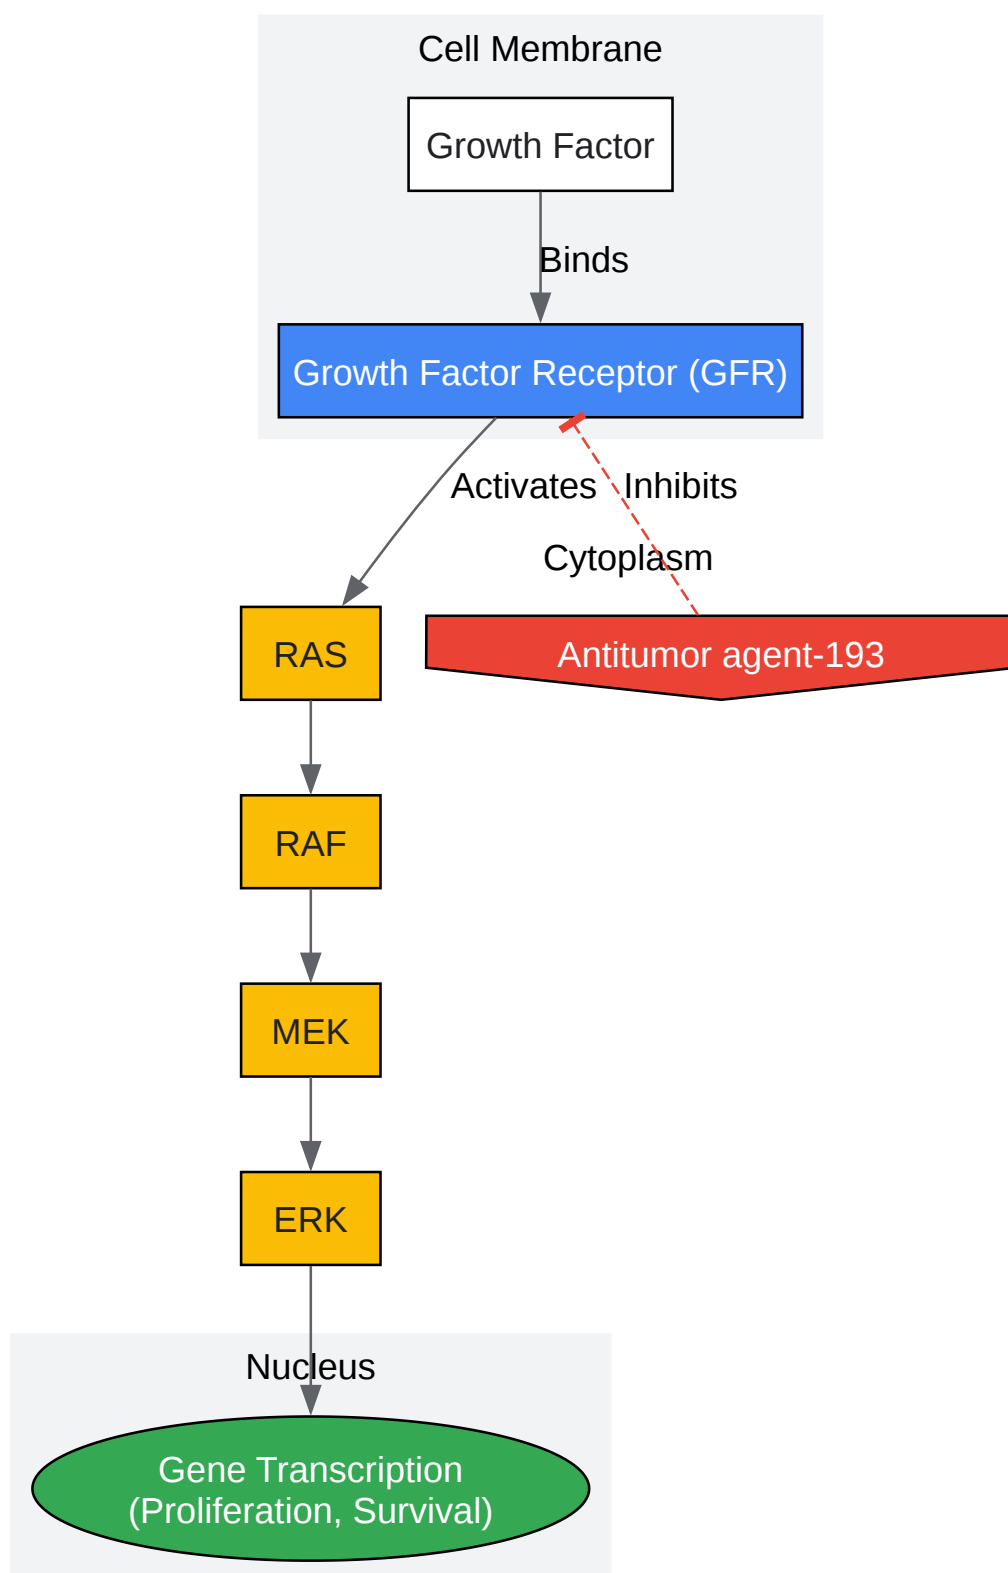 Cell Membrane
Growth Factor
Binds
Growth Factor Receptor (GFR)
Activates
Inhibits
Cytoplasm
RAS
Antitumor agent-193
RAF
MEK
ERK
Nucleus
Gene Transcription
(Proliferation, Survival)